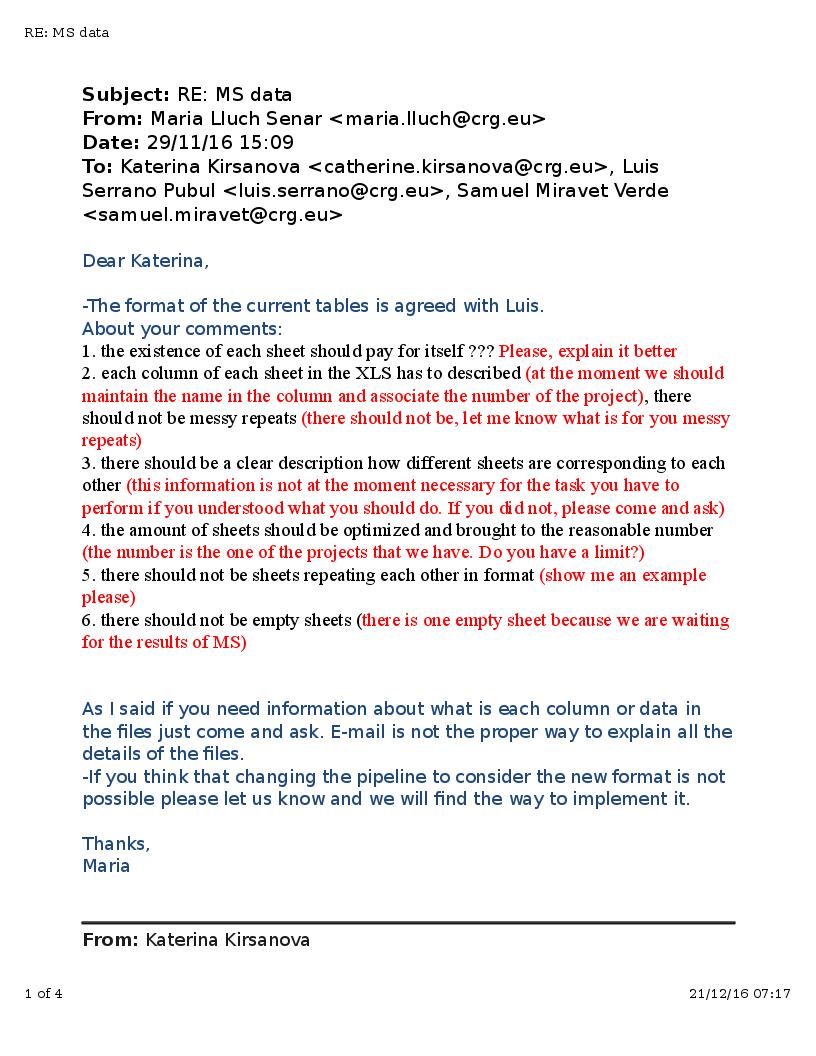 RE: MS data
Subject: RE: MS data
From: Maria Lluch Senar <maria.lluch@crg.eu>
Date: 29/11/16 15:09
To: Katerina Kirsanova <catherine.kirsanova@crg.eu>, Luis
Serrano Pubul <luis.serrano@crg.eu>, Samuel Miravet Verde
<samuel.miravet@crg.eu>
Dear Katerina,
-The format of the current tables is agreed with Luis.
About your comments:
1. the existence of each sheet should pay for itself ??? Please, explain it better
2. each column of each sheet in the XLS has to described (at the moment we should
maintain the name in the column and associate the number of the project), there
should not be messy repeats (there should not be, let me know what is for you messy
repeats)
3. there should be a clear description how different sheets are corresponding to each
other (this information is not at the moment necessary for the task you have to
perform if you understood what you should do. If you did not, please come and ask)
4. the amount of sheets should be optimized and brought to the reasonable number
(the number is the one of the projects that we have. Do you have a limit?)
5. there should not be sheets repeating each other in format (show me an example
please)
6. there should not be empty sheets (there is one empty sheet because we are waiting
for the results of MS)
As I said if you need information about what is each column or data in
the files just come and ask. E-mail is not the proper way to explain all the
details of the files.
-If you think that changing the pipeline to consider the new format is not
possible please let us know and we will find the way to implement it.
Thanks,
Maria
From: Katerina Kirsanova
1 of 4
21/12/16 07:17